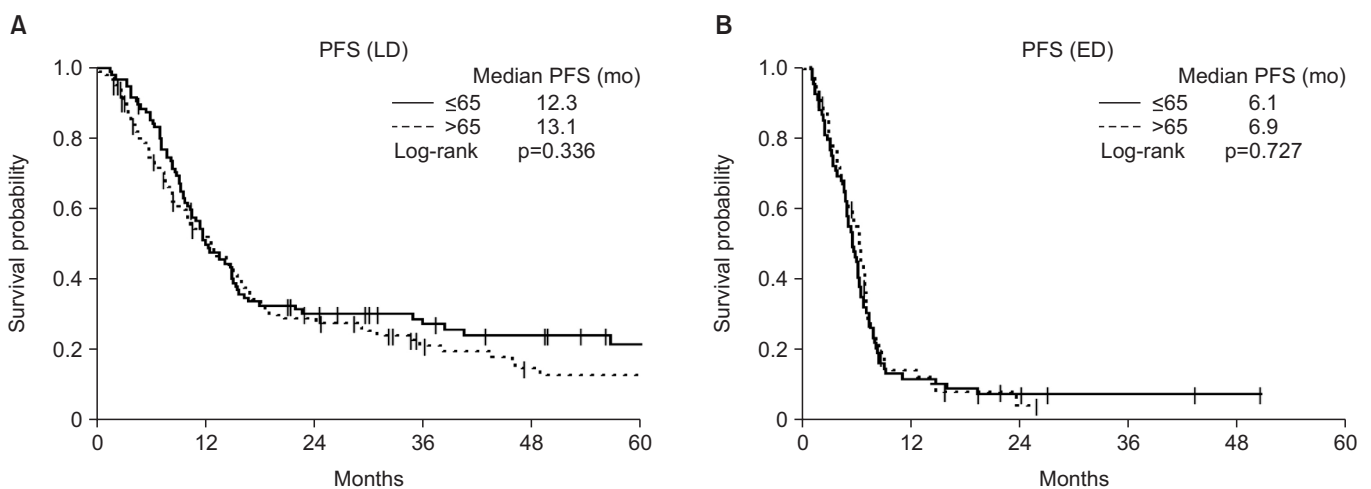 A
PFS (LD)
Median PFS (mo)
≤65 12.3
>65 13.1
Log-rank p=0.336
Survival probability
1.0
0.8
0.6
0.4
0.2
0
0 12 24 36 48 60
Months
B
PFS (ED)
Median PFS (mo)
≤65 6.1
>65 6.9
Log-rank p=0.727
Survival probability
1.0
0.8
0.6
0.4
0.2
0
0 12 24 36 48 60
Months